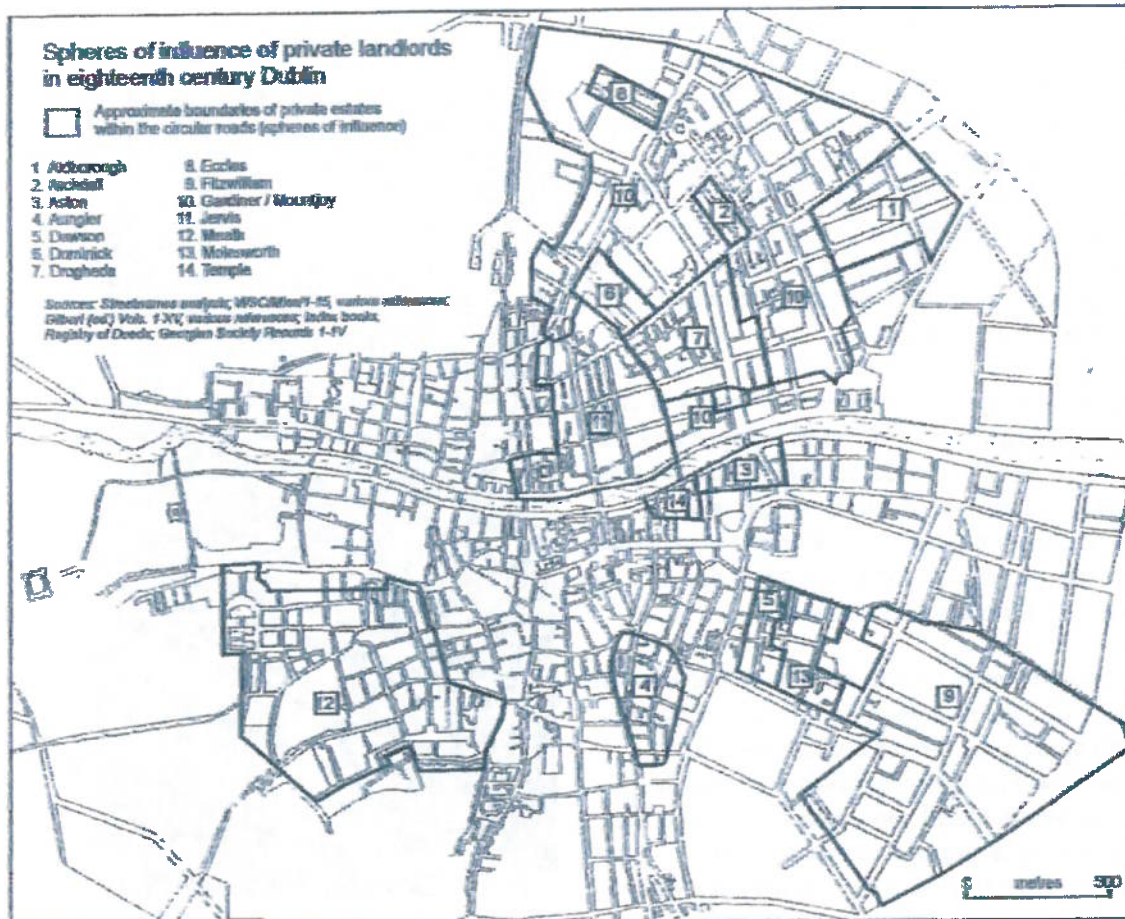 Spheres of influence of private landlords
in eighteenth century Dublin
Approximate boundaries of private estates
within the circular roads (spheres of influence)
1 Aldborough
2. Archdall
3. Aston
4. Aungier
5. Dawson
6. Dominick
7. Drogheda
8. Eccles
9. Fitzwilliam
10. Gardiner / Mountjoy
11. Jervis
12. Meath
13. Molesworth
14. Temple
Sources: Streetnames analysis; various references;
Gilbert (ed) Vols. 1-XV, various references; Index books,
Registry of Deeds; Georgian Society Records 1-1V
10
2
1
6
10
7
11
10
3
14
5
13
4
9
12
metres 500